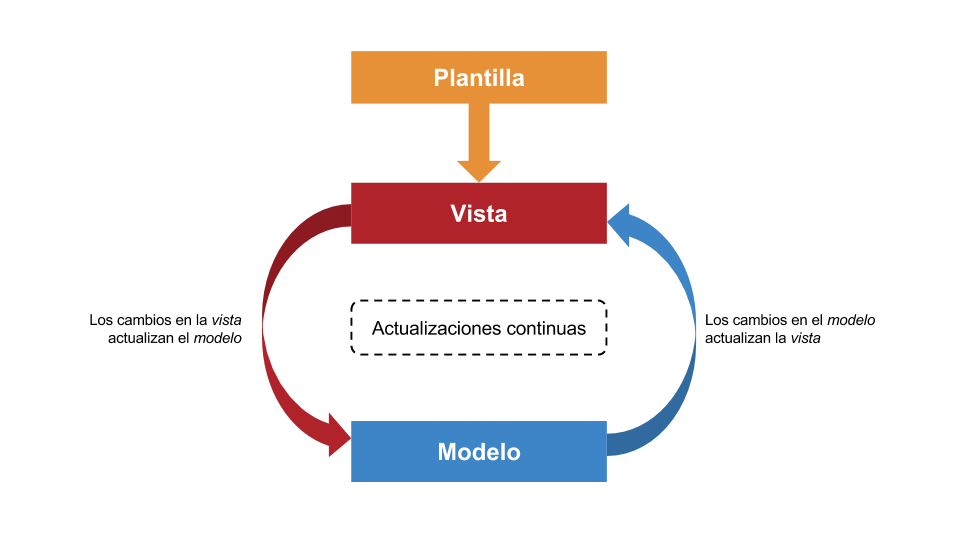 Plantilla
Vista
Los cambios en la vista
actualizan el modelo
Actualizaciones continuas
Los cambios en el modelo
actualizan la vista
Modelo